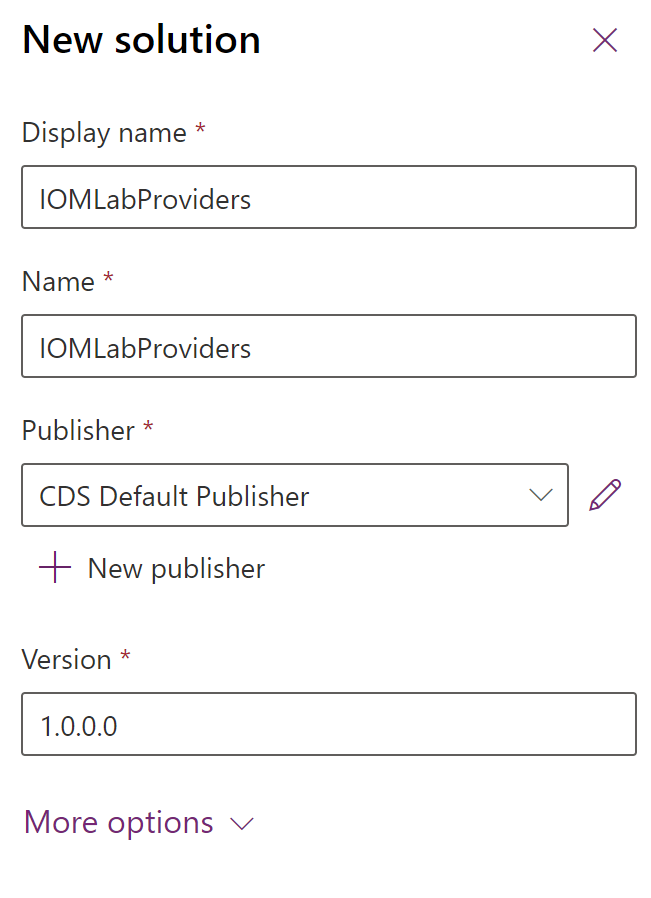 New solution
Display name *
IOMLabProviders
Name *
IOMLabProviders
Publisher *
CDS Default Publisher
New publisher
Version *
1.0.0.0
More options